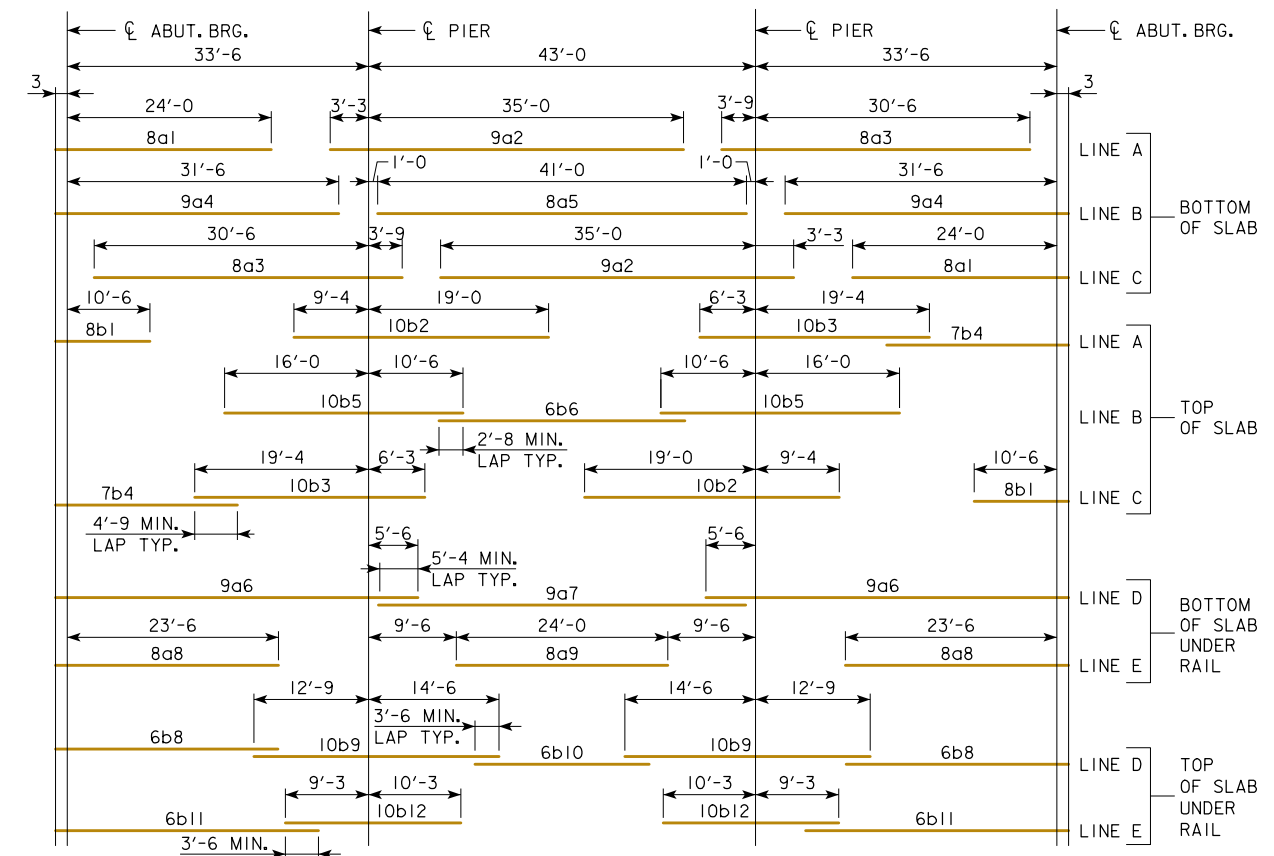 ℄ ABUT. BRG. ℄ PIER ℄ PIER ℄ ABUT. BRG.
33'-6 43'-0 33'-6
3 3
24'-0 3'-3 35'-0 3'-9 30'-6
8a1 9a2 8a3 LINE A
1'-0 1'-0
31'-6 41'-0 31'-6
9a4 8a5 9a4 LINE B
BOTTOM
OF SLAB
30'-6 3'-9 35'-0 3'-3 24'-0
8a3 9a2 8a1 LINE C
10'-6 9'-4 19'-0 6'-3 19'-4
8b1 10b2 10b3 7b4 LINE A
16'-0 10'-6 10'-6 16'-0
10b5 6b6 10b5 LINE B
TOP
OF SLAB
2'-8 MIN.
LAP TYP.
19'-4 6'-3 19'-0 9'-4 10'-6
7b4 10b3 10b2 8b1 LINE C
4'-9 MIN.
LAP TYP.
5'-6 5'-6
5'-4 MIN.
LAP TYP.
9a6 9a7 9a6 LINE D
BOTTOM
OF SLAB
UNDER
RAIL
23'-6 9'-6 24'-0 9'-6 23'-6
8a8 8a9 8a8 LINE E
12'-9 14'-6 14'-6 12'-9
3'-6 MIN.
LAP TYP.
6b8 10b9 6b10 10b9 6b8 LINE D
TOP
OF SLAB
UNDER
RAIL
9'-3 10'-3 10'-3 9'-3
6b11 10b12 10b12 6b11 LINE E
3'-6 MIN.